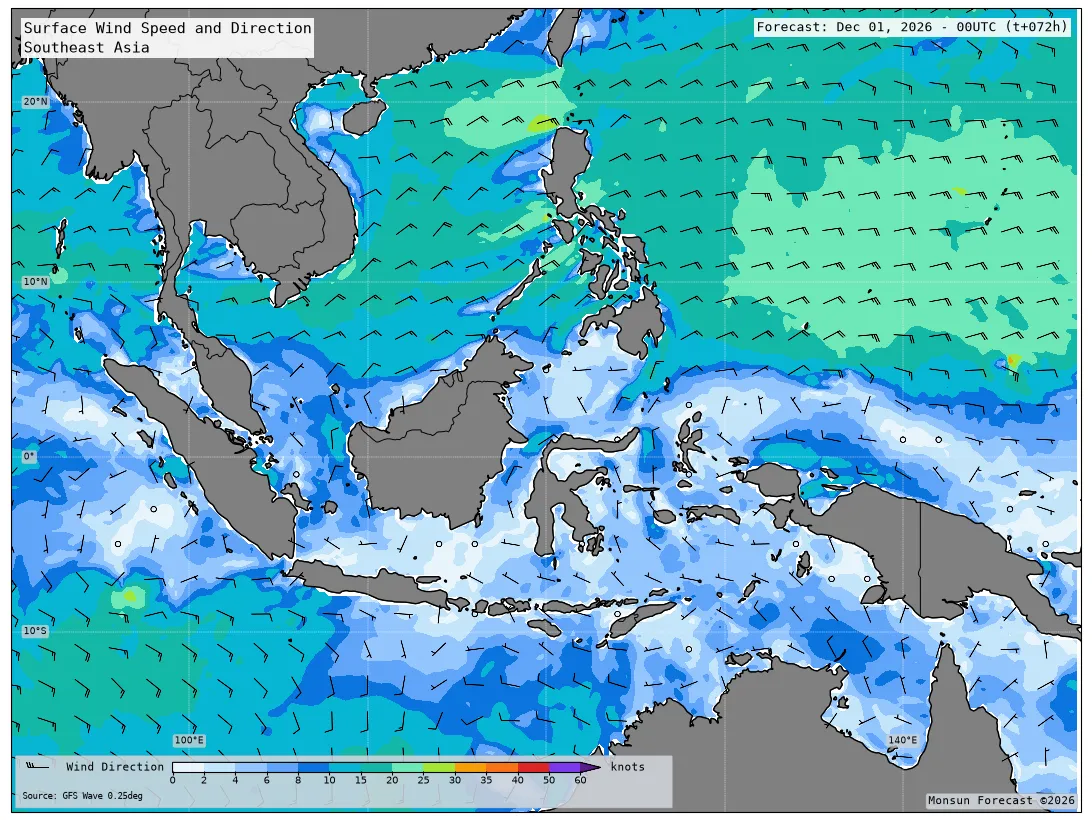 Surface Wind Speed and Direction
Southeast Asia
Forecast: Dec 01, 2026 - 00UTC (t+072h)
20°N
10°N
0°
10°S
100°E
140°E
Wind Direction
0 2 4 6 8 10 15 20 25 30 35 40 50 60
knots
Source: GFS Wave 0.25deg
Monsun Forecast ©2026